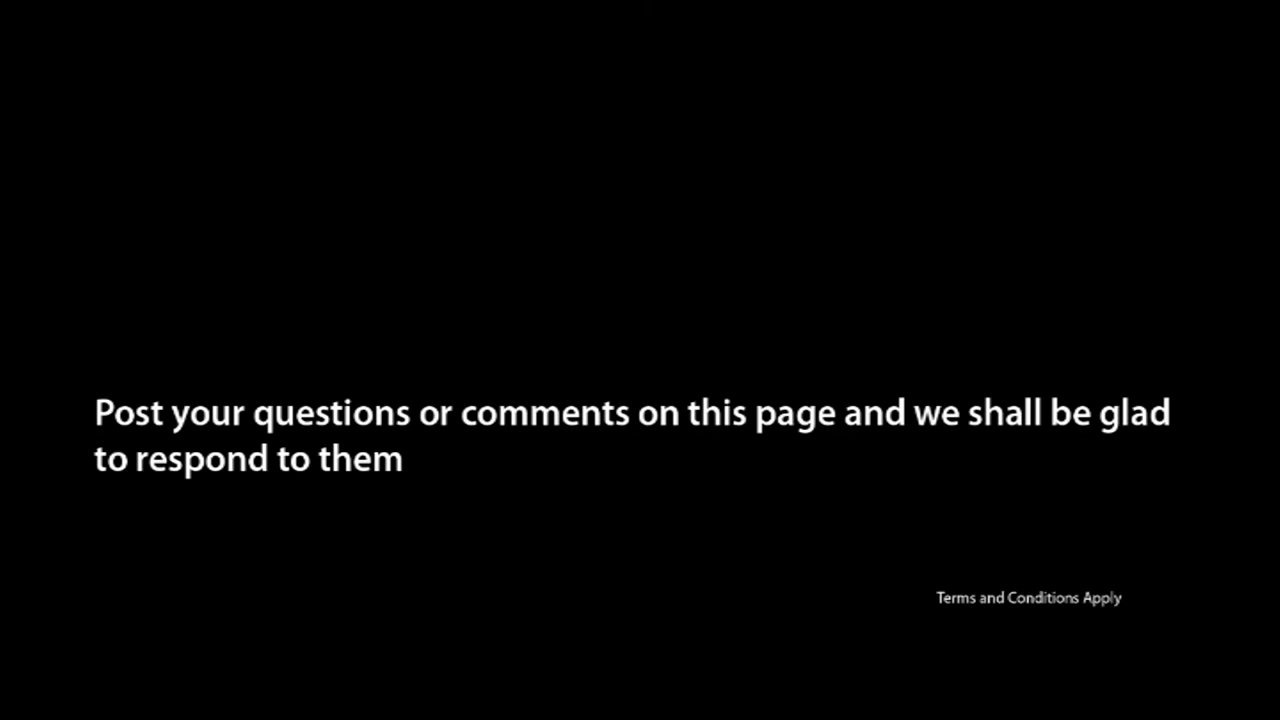 Post your questions or comments on this page and we shall be glad
to respond to them
Terms and Conditions Apply